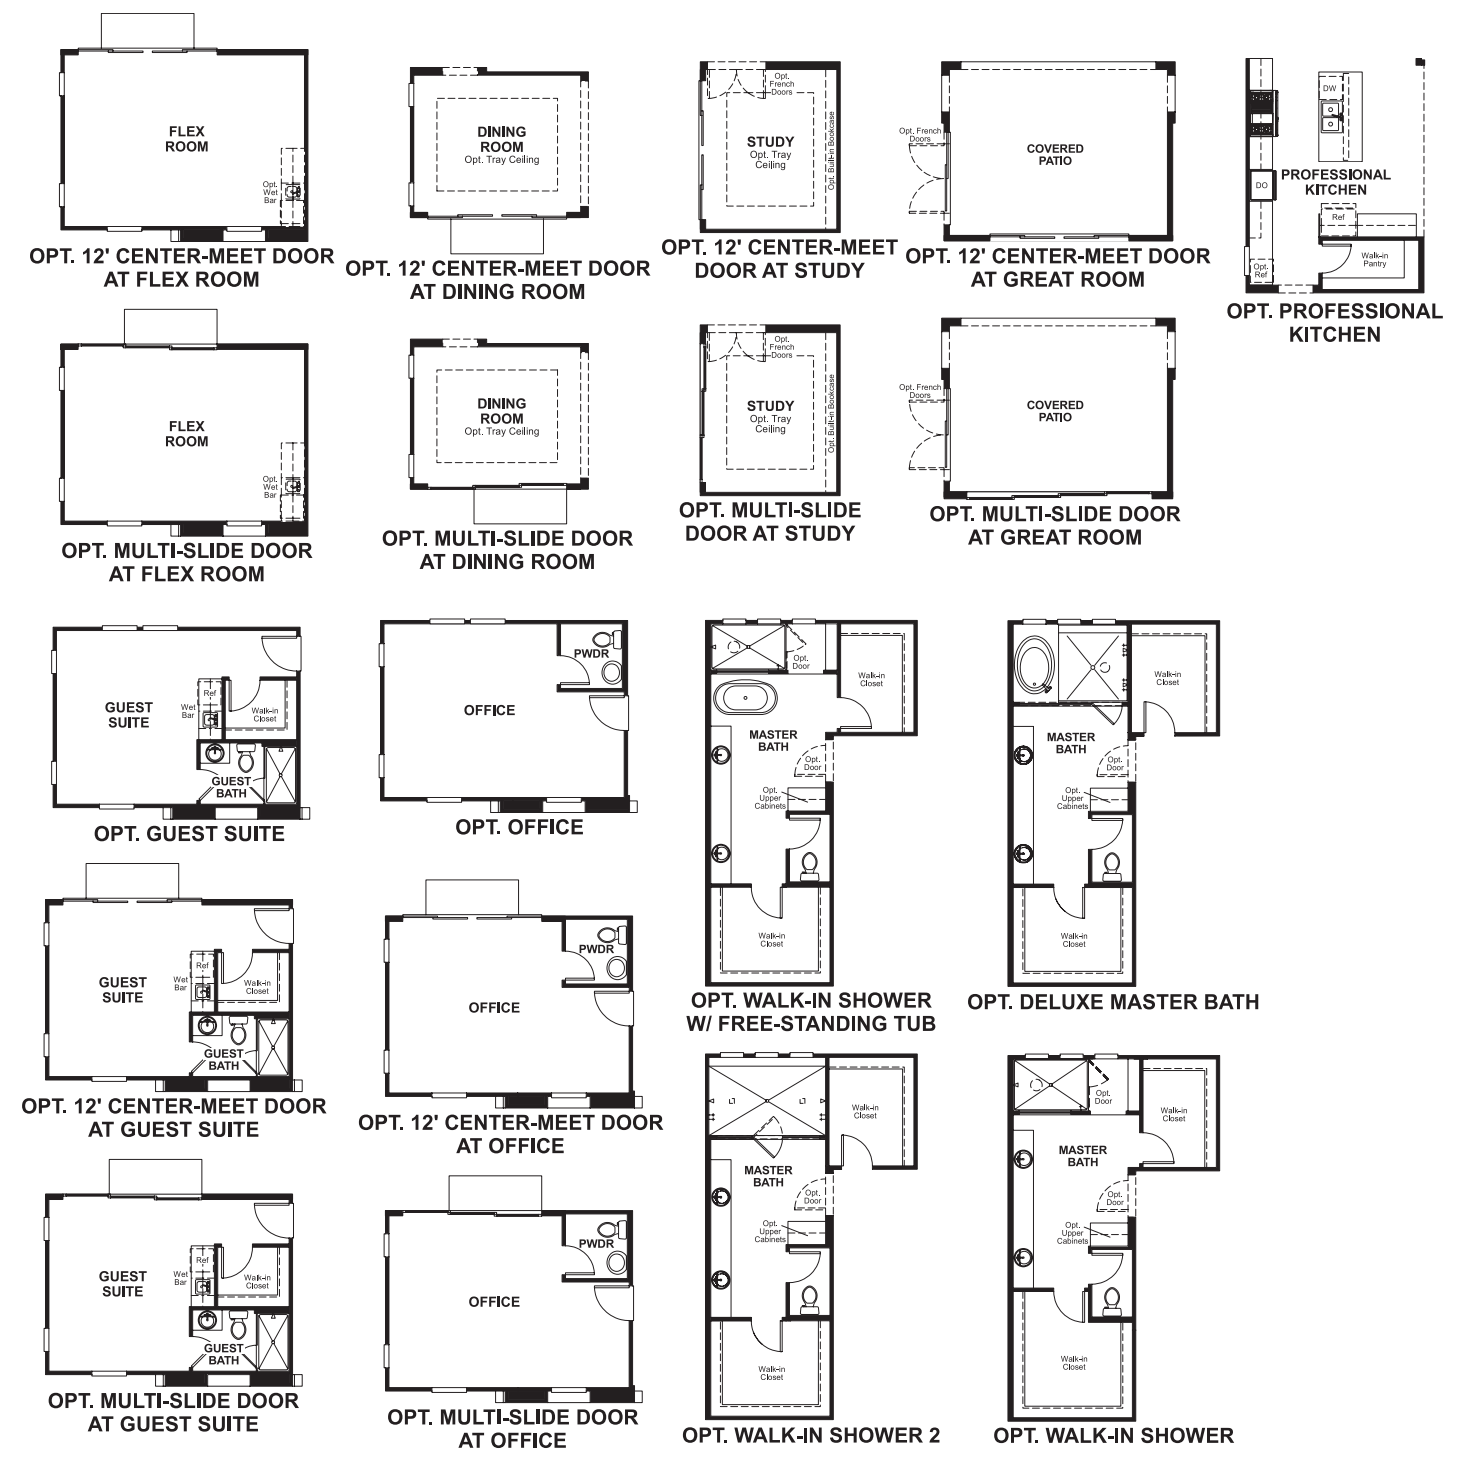 FLEX
ROOM
Opt.
Wet
Bar
OPT. 12' CENTER-MEET DOOR
AT FLEX ROOM
DINING
ROOM
Opt. Tray Ceiling
OPT. 12' CENTER-MEET DOOR
AT DINING ROOM
Opt.
French
Doors
STUDY
Opt. Tray
Ceiling
Opt. Built-in Bookcase
OPT. 12' CENTER-MEET
DOOR AT STUDY
Opt. French
Doors
COVERED
PATIO
OPT. 12' CENTER-MEET DOOR
AT GREAT ROOM
DW
DO
PROFESSIONAL
KITCHEN
Ref
Walk-in
Pantry
Opt.
Ref
OPT. PROFESSIONAL
KITCHEN
FLEX
ROOM
Opt.
Wet
Bar
OPT. MULTI-SLIDE DOOR
AT FLEX ROOM
DINING
ROOM
Opt. Tray Ceiling
OPT. MULTI-SLIDE DOOR
AT DINING ROOM
Opt.
French
Doors
STUDY
Opt. Tray
Ceiling
Opt. Built-in Bookcase
OPT. MULTI-SLIDE
DOOR AT STUDY
Opt. French
Doors
COVERED
PATIO
OPT. MULTI-SLIDE DOOR
AT GREAT ROOM
GUEST
SUITE
Ref
Wet
Bar
Walk-in
Closet
GUEST
BATH
OPT. GUEST SUITE
PWDR
OFFICE
OPT. OFFICE
Opt.
Door
Walk-in
Closet
MASTER
BATH
Opt.
Door
Opt.
Upper
Cabinets
Walk-in
Closet
OPT. WALK-IN SHOWER
W/ FREE-STANDING TUB
Walk-in
Closet
MASTER
BATH
Opt.
Door
Opt.
Upper
Cabinets
Walk-in
Closet
OPT. DELUXE MASTER BATH
GUEST
SUITE
Ref
Wet
Bar
Walk-in
Closet
GUEST
BATH
OPT. 12' CENTER-MEET DOOR
AT GUEST SUITE
PWDR
OFFICE
OPT. 12' CENTER-MEET DOOR
AT OFFICE
GUEST
SUITE
Ref
Wet
Bar
Walk-in
Closet
GUEST
BATH
OPT. MULTI-SLIDE DOOR
AT GUEST SUITE
PWDR
OFFICE
OPT. MULTI-SLIDE DOOR
AT OFFICE
Walk-in
Closet
MASTER
BATH
Opt.
Door
Opt.
Upper
Cabinets
Walk-in
Closet
OPT. WALK-IN SHOWER 2
Opt.
Door
Walk-in
Closet
MASTER
BATH
Opt.
Door
Opt.
Upper
Cabinets
Walk-in
Closet
OPT. WALK-IN SHOWER